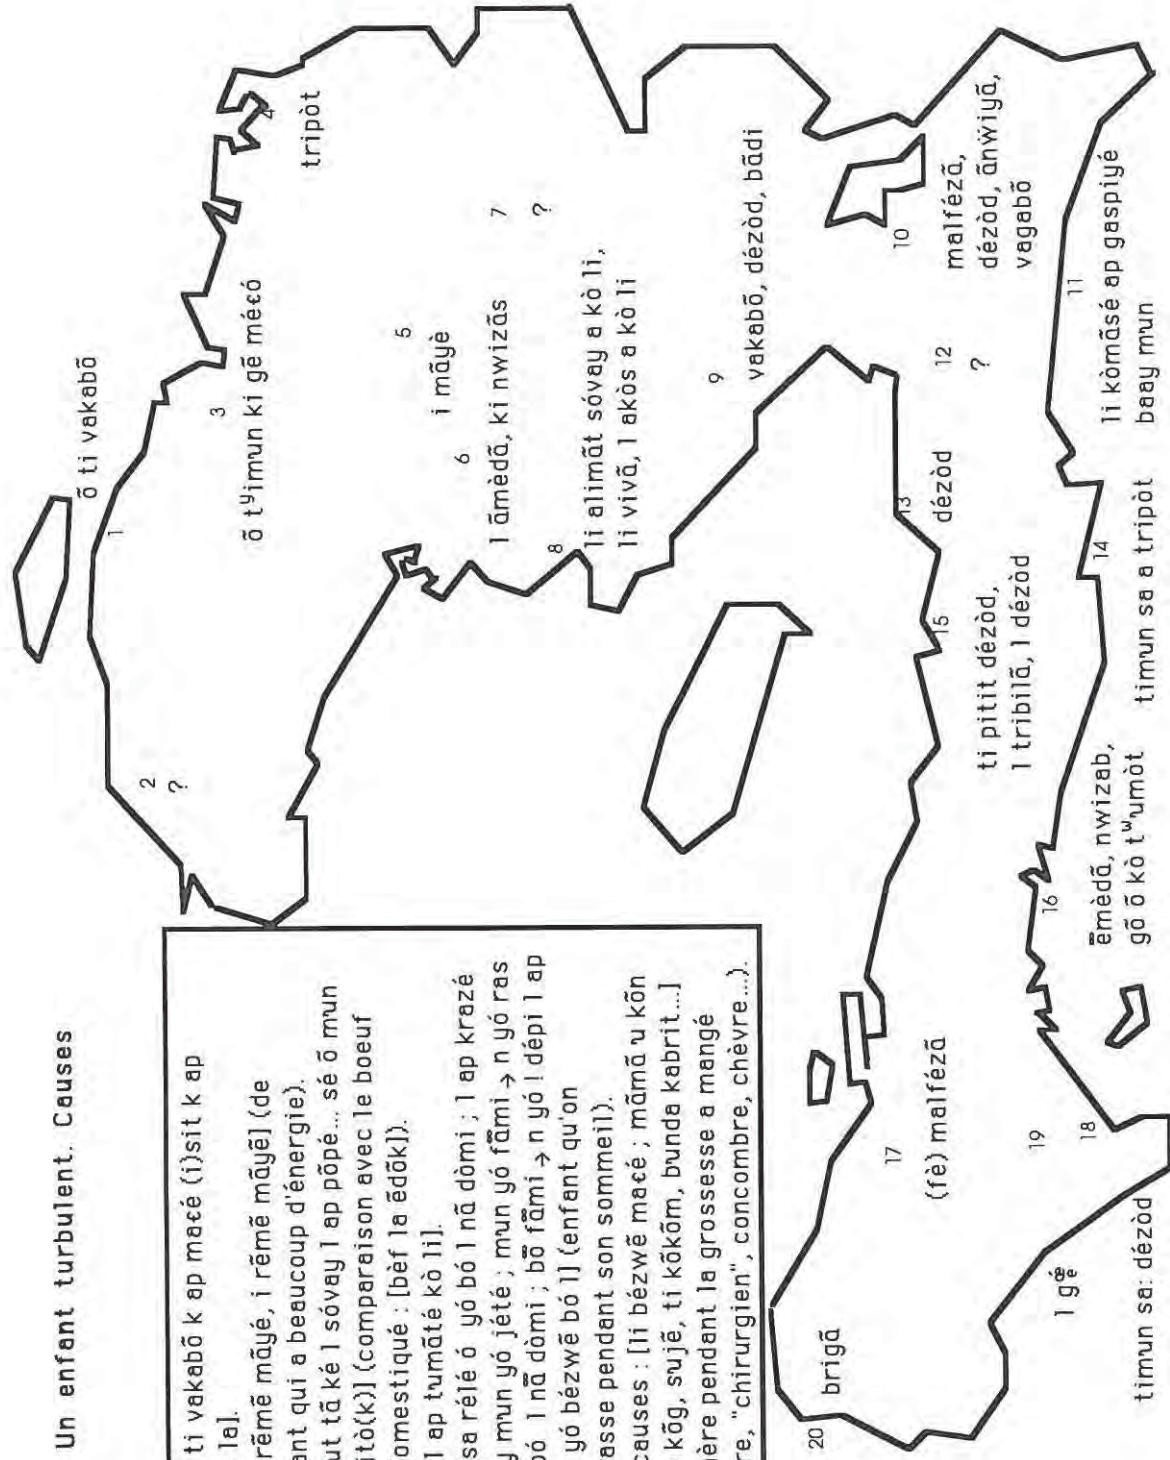 Un enfant turbulent. Causes
ti vakabõ k ap maɛé (i)sit k ap
la].
rẽmẽ mãyé, i rẽmẽ mãyẽ] (de
ant qui a beaucoup d'énergie).
ut tã ké l sóvay l ap põpé... sé õ mun
itò(k)] (comparaison avec le boeuf
omestiqué : [bèf la ẽdõk]).
l ap tumãté kò li].
sa rélé ó yó bó l nã dòmi ; l ap krazé
y mun yó jété ; mun yó fãmi → n yó ras
bó l nã dòmi ; bõ fãmi → n yó ! dépi l ap
yó bézwẽ bó l] (enfant qu'on
asse pendant son sommeil).
causes : [li bézwẽ maɛé ; mãmã u kõn
kõg, sujẽ, ti kõkõm, bunda kabrit...]
ère pendant la grossesse a mangé
re, "chirurgien", concombre, chèvre...).
õ ti vakabõ
1
2
?
3
õ tʸimun ki gẽ méɛó
4
tripòt
5
i mãyè
6
l ãmèdã, ki nwizãs
7
?
8
li alimãt sóvay a kò li,
li vivã, l akòs a kò li
9
vakabõ, dézòd, bãdi
10
malfézã,
dézòd, ãnẅiyã,
vagabõ
11
li kòmãsé ap gaspiyé
baay mun
12
?
13
dézòd
14
timun sa a tripòt
15
ti pitit dézòd,
l tribilã, l dézòd
16
ẽmèdã, nwizab,
gõ õ kò tʷumòt
17
(fè) malfézã
18
timun sa: dézòd
19
20
brigã